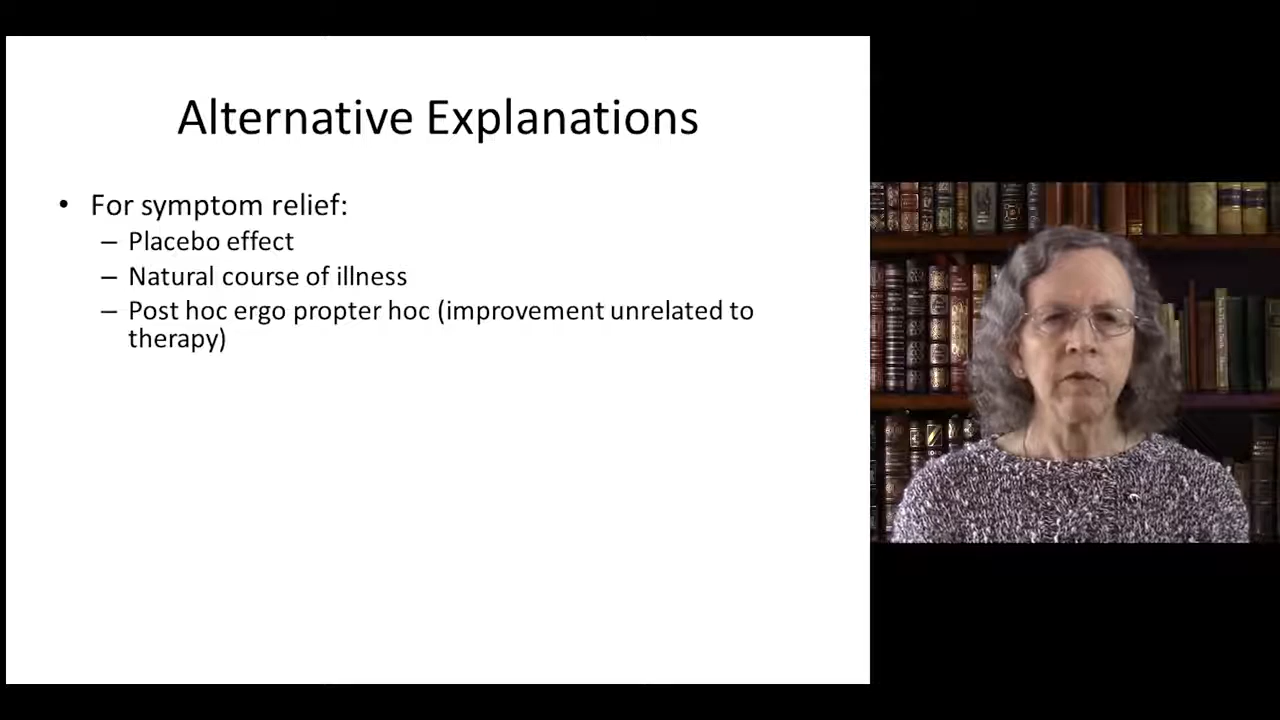 Alternative Explanations
• For symptom relief:
– Placebo effect
– Natural course of illness
– Post hoc ergo propter hoc (improvement unrelated to
therapy)